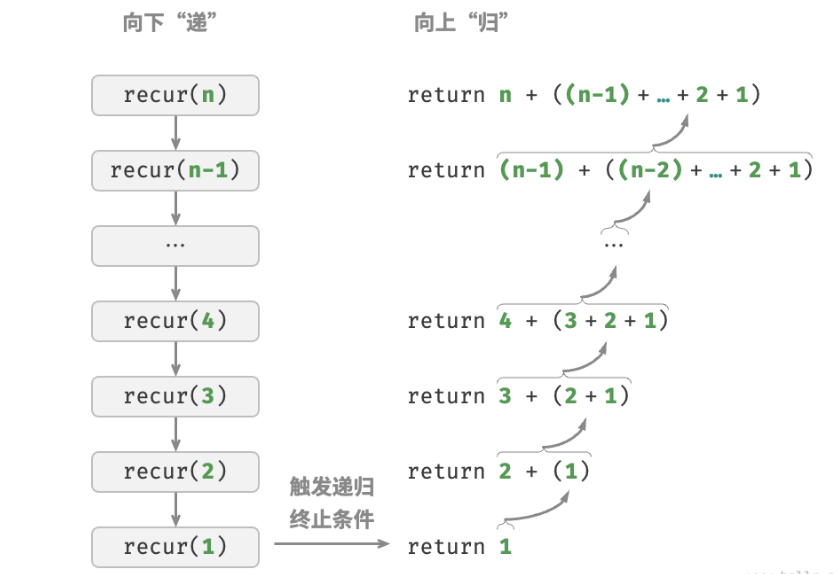 向下“递”
向上“归”
recur(n)
return n + ((n-1) + … + 2 + 1)
recur(n-1)
return (n-1) + ((n-2) + … + 2 + 1)
…
…
recur(4)
return 4 + (3 + 2 + 1)
recur(3)
return 3 + (2 + 1)
recur(2)
return 2 + (1)
触发递归
终止条件
recur(1)
return 1